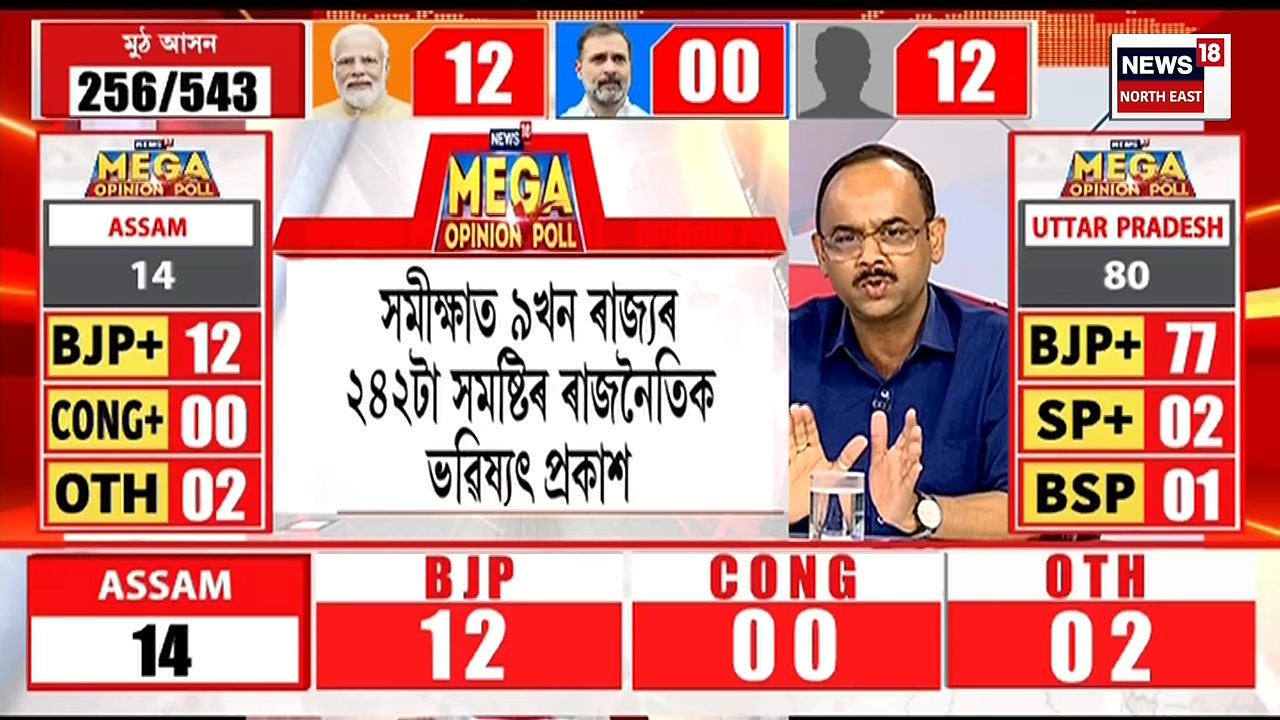 মুঠ আসন
256/543
12
00
12
NEWS 18
NORTH EAST
NEWS 18
MEGA
OPINION POLL
ASSAM
14
BJP+ 12
CONG+ 00
OTH 02
NEWS 18
MEGA
OPINION POLL
সমীক্ষাত ৯খন ৰাজ্যৰ
২৪২টা সমষ্টিৰ ৰাজনৈতিক
ভৱিষ্যৎ প্ৰকাশ
NEWS 18
MEGA
OPINION POLL
UTTAR PRADESH
80
BJP+ 77
SP+ 02
BSP 01
ASSAM
14
BJP
12
CONG
00
OTH
02